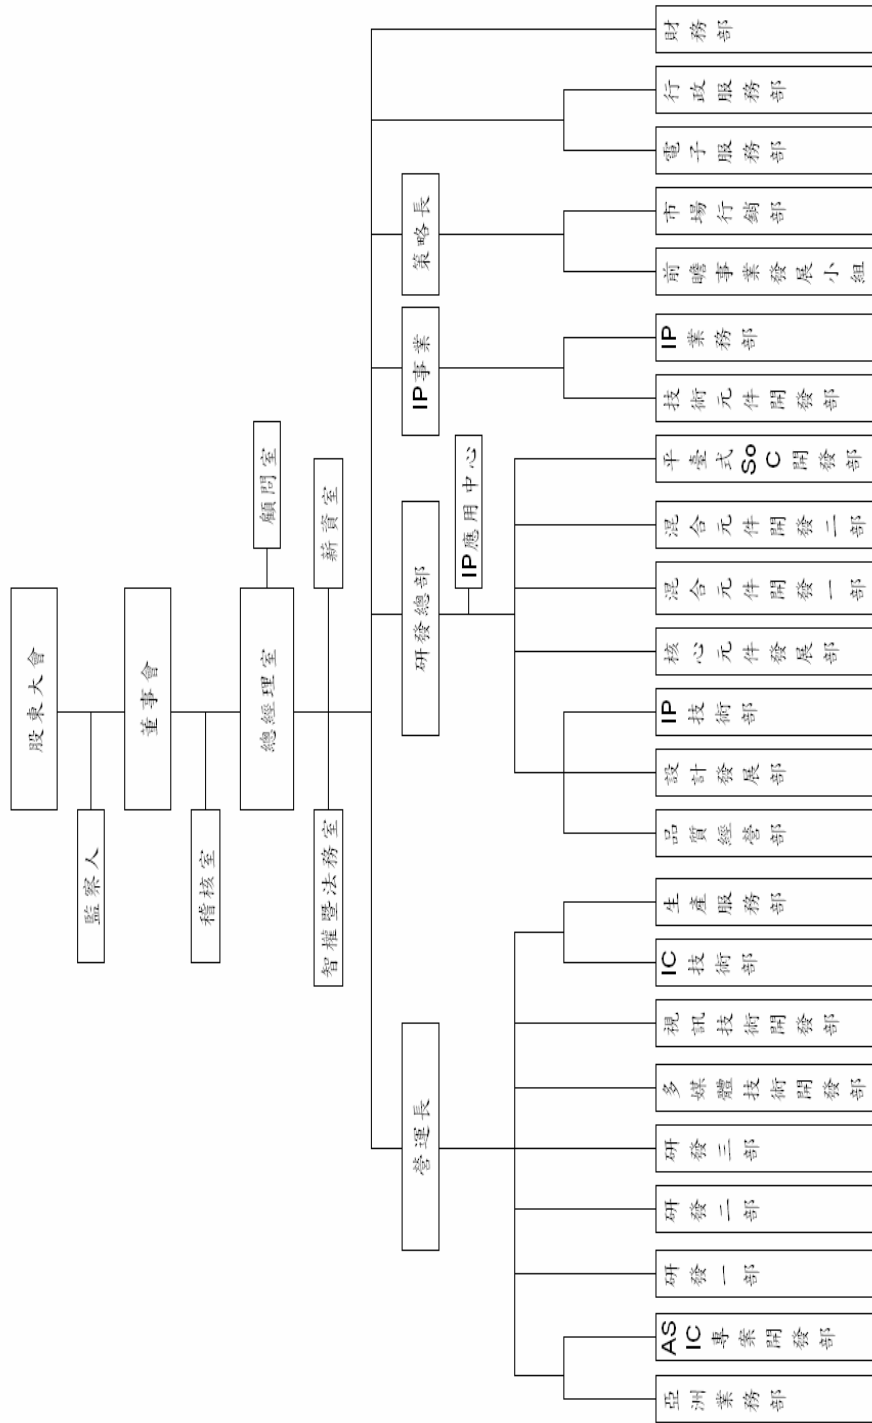 股東大會
監察人
董事會
稽核室
總經理室
顧問室
智權暨法務室
薪資室
營運長
研發總部
IP事業
策略長
IP應用中心
亞洲業務部
ASIC專案開發部
研發一部
研發二部
研發三部
多媒體技術開發部
視訊技術開發部
IC技術部
生產服務部
品質經營部
設計發展部
IP技術部
核心元件發展部
混合元件開發一部
混合元件開發二部
平臺式SoC開發部
技術元件開發部
IP業務部
前瞻事業發展小組
市場行銷部
電子服務部
行政服務部
財務部